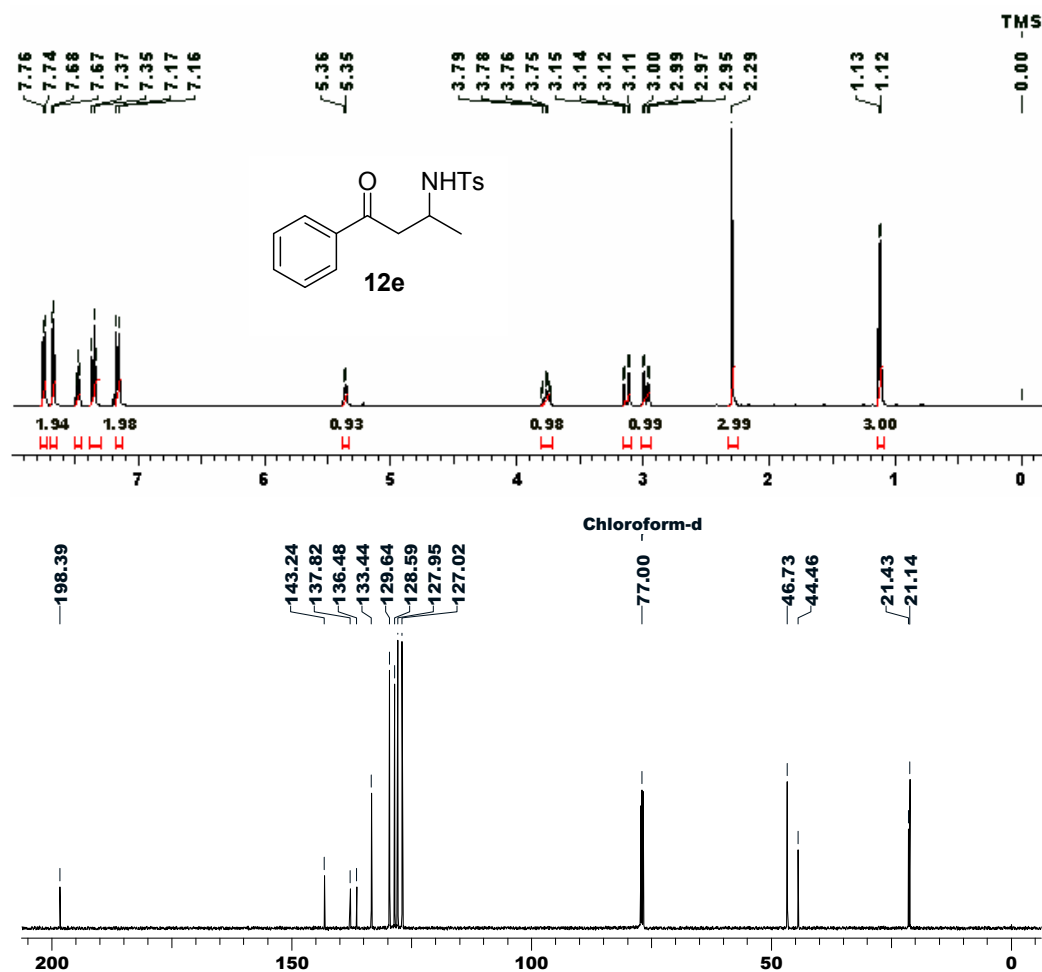 TMS
7.76 7.74 7.68 7.67 7.37 7.35 7.17 7.16 5.36 5.35 3.79 3.78 3.76 3.75 3.15 3.14 3.12 3.11 3.00 2.99 2.97 2.95 2.29 1.13 1.12 0.00
O NHTs
12e
1.94 1.98 0.93 0.98 0.99 2.99 3.00
7 6 5 4 3 2 1 0
Chloroform-d
198.39 143.24 137.82 136.48 133.44 129.64 128.59 127.95 127.02 77.00 46.73 44.46 21.43 21.14
200 150 100 50 0